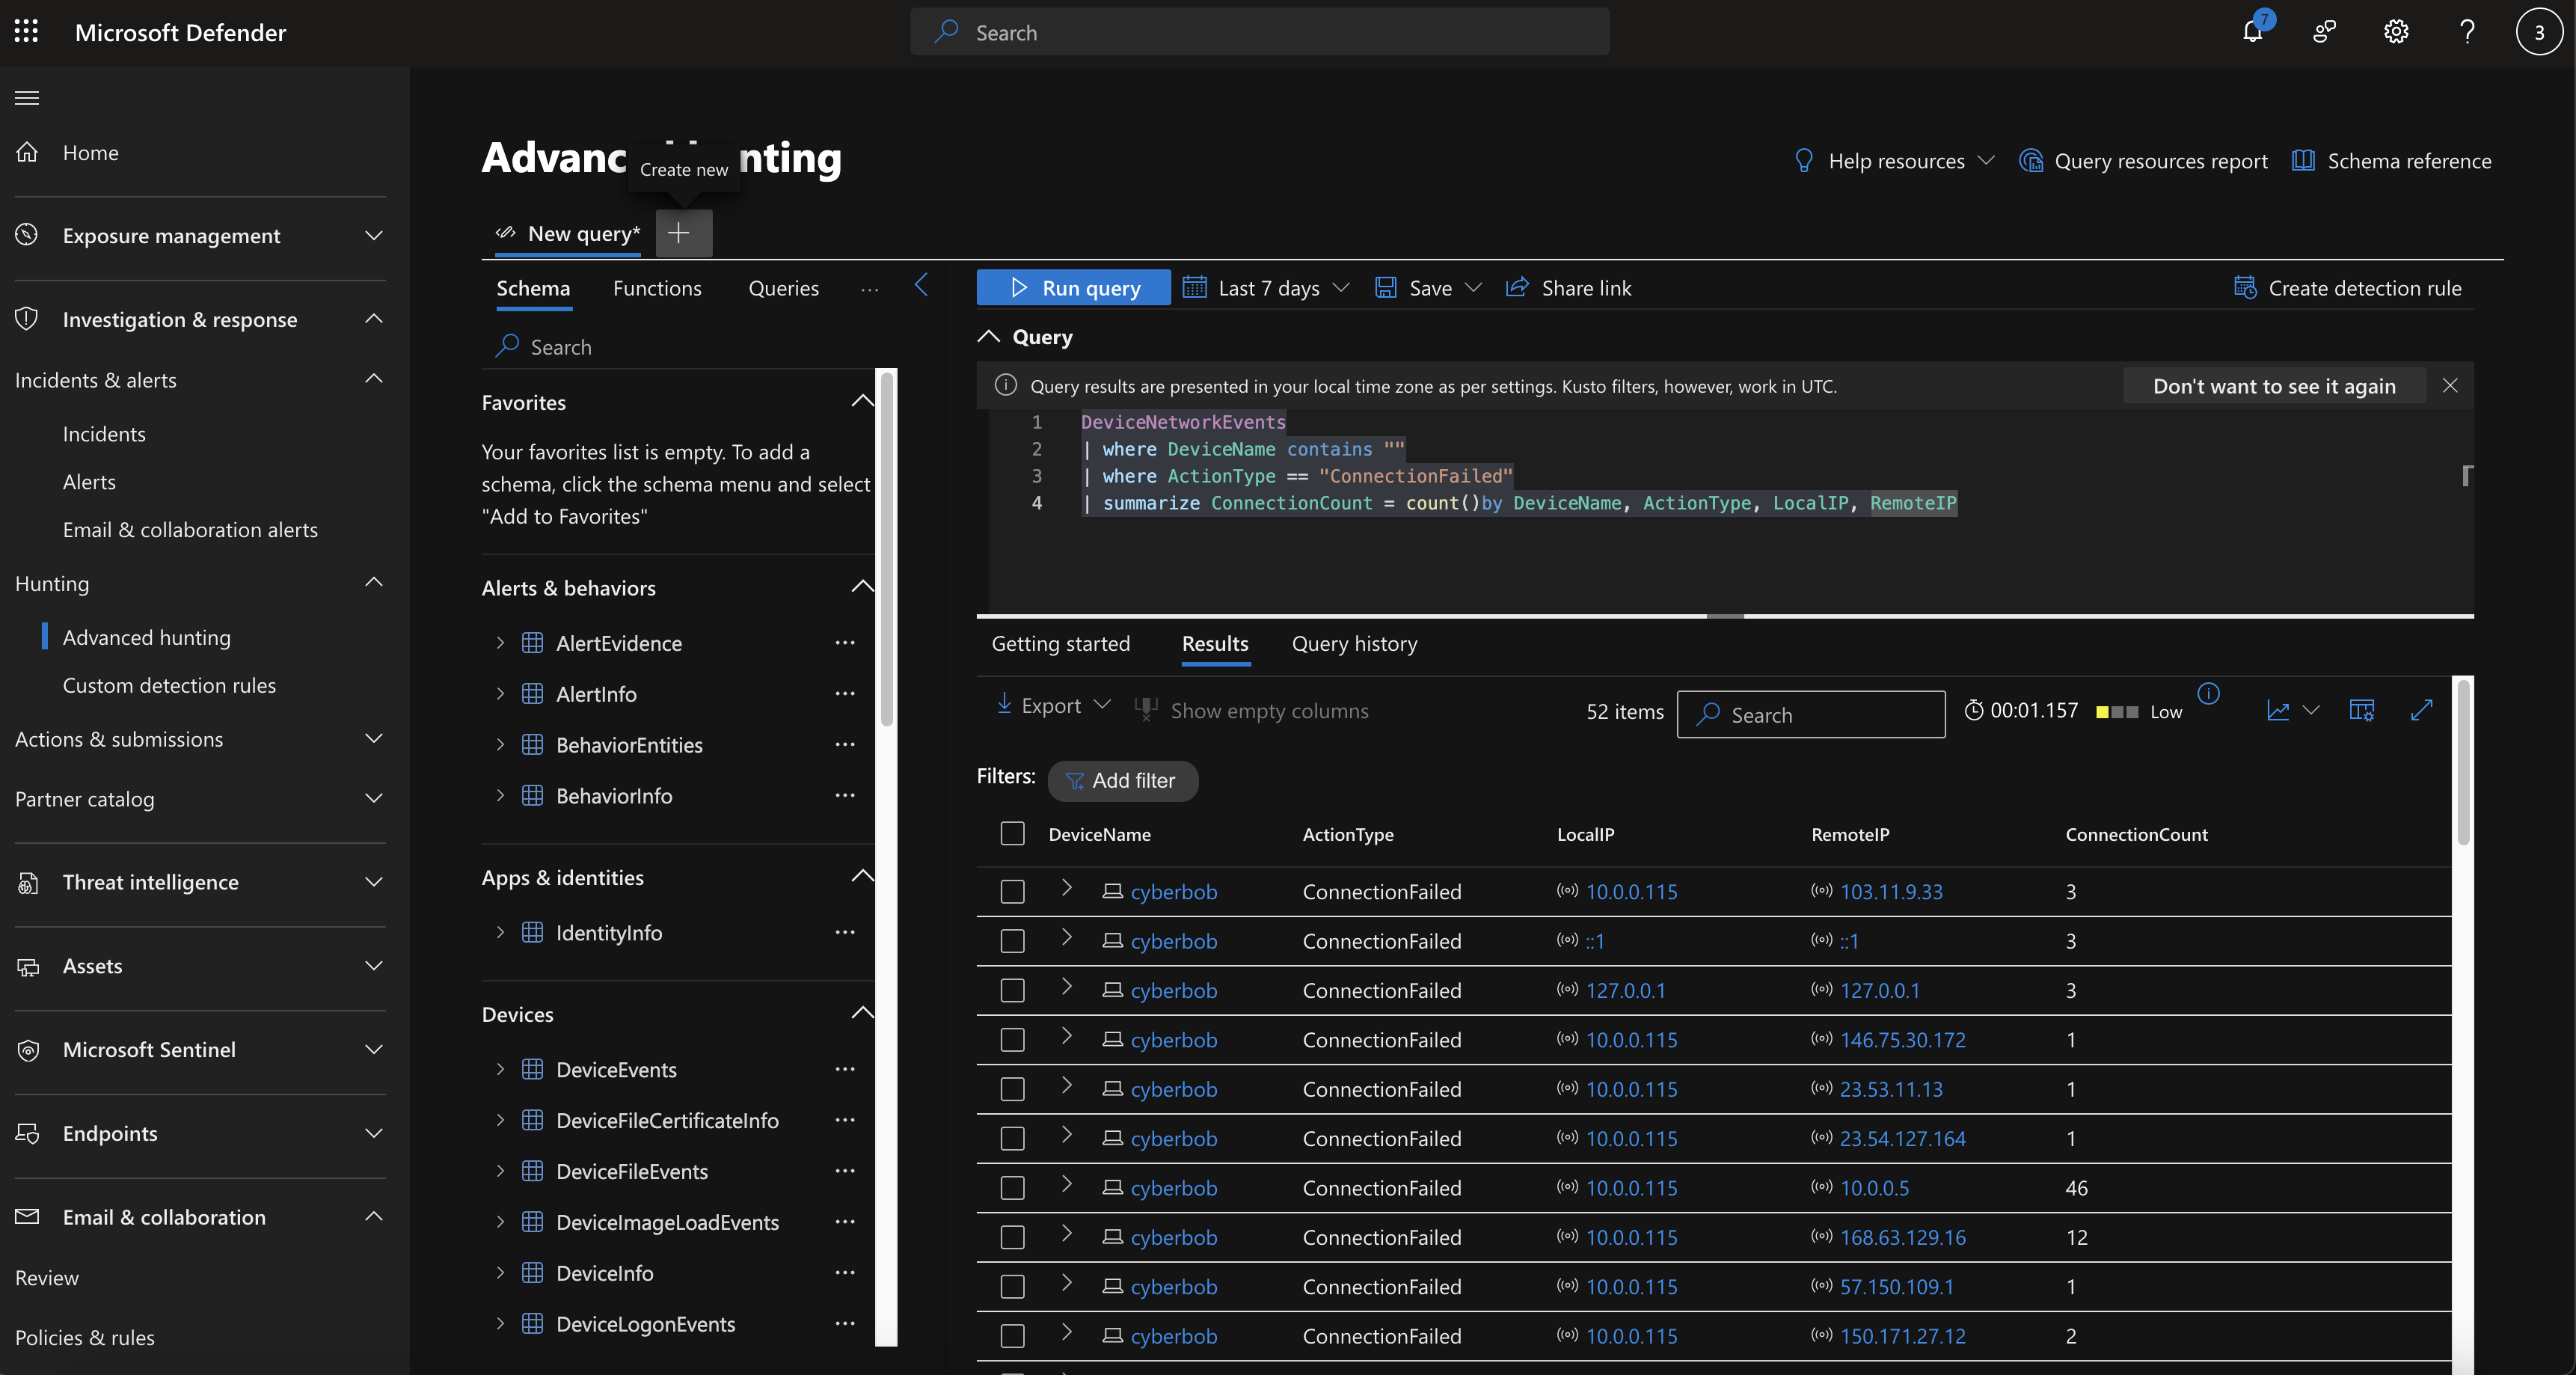 Microsoft Defender
Search
7
3
Home
Exposure management
Investigation & response
Incidents & alerts
Incidents
Alerts
Email & collaboration alerts
Hunting
Advanced hunting
Custom detection rules
Actions & submissions
Partner catalog
Threat intelligence
Assets
Microsoft Sentinel
Endpoints
Email & collaboration
Review
Policies & rules
Create new
Help resources
Query resources report
Schema reference
New query*
Schema Functions Queries ...
Search
Favorites
Your favorites list is empty. To add a
schema, click the schema menu and select
"Add to Favorites"
Alerts & behaviors
AlertEvidence
AlertInfo
BehaviorEntities
BehaviorInfo
Apps & identities
IdentityInfo
Devices
DeviceEvents
DeviceFileCertificateInfo
DeviceFileEvents
DeviceImageLoadEvents
DeviceInfo
DeviceLogonEvents
Run query Last 7 days Save Share link Create detection rule
Query
Query results are presented in your local time zone as per settings. Kusto filters, however, work in UTC. Don't want to see it again
1 DeviceNetworkEvents
2 | where DeviceName contains ""
3 | where ActionType == "ConnectionFailed"
4 | summarize ConnectionCount = count()by DeviceName, ActionType, LocalIP, RemoteIP
Getting started Results Query history
Export Show empty columns 52 items Search 00:01.157 Low
Filters: Add filter
DeviceName ActionType LocalIP RemoteIP ConnectionCount
cyberbob ConnectionFailed 10.0.0.115 103.11.9.33 3
cyberbob ConnectionFailed ::1 ::1 3
cyberbob ConnectionFailed 127.0.0.1 127.0.0.1 3
cyberbob ConnectionFailed 10.0.0.115 146.75.30.172 1
cyberbob ConnectionFailed 10.0.0.115 23.53.11.13 1
cyberbob ConnectionFailed 10.0.0.115 23.54.127.164 1
cyberbob ConnectionFailed 10.0.0.115 10.0.0.5 46
cyberbob ConnectionFailed 10.0.0.115 168.63.129.16 12
cyberbob ConnectionFailed 10.0.0.115 57.150.109.1 1
cyberbob ConnectionFailed 10.0.0.115 150.171.27.12 2